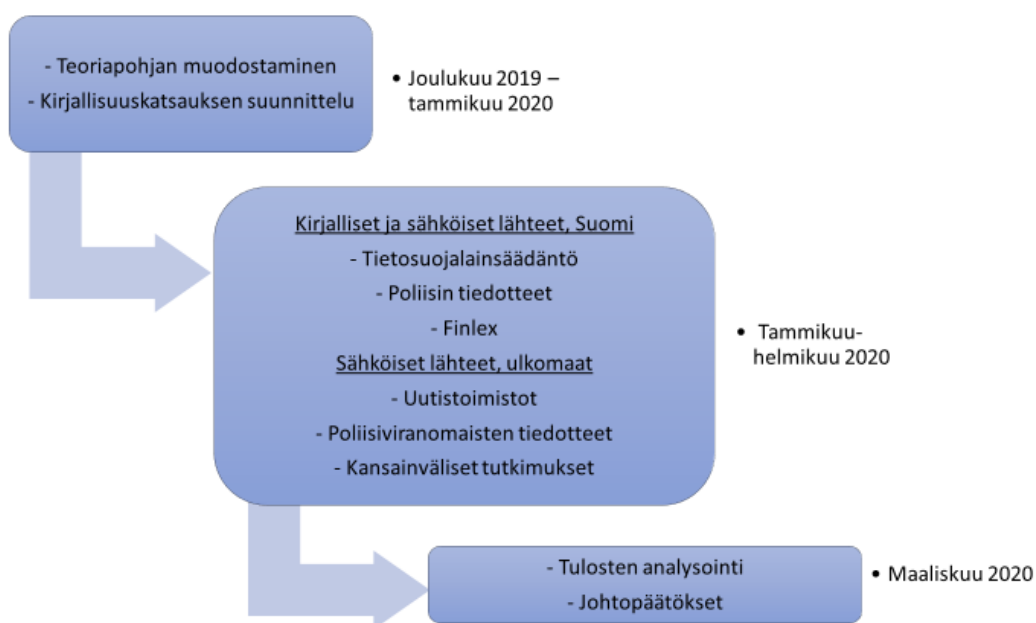 - Teoriapohjan muodostaminen
- Kirjallisuuskatsauksen suunnittelu
• Joulukuu 2019 –
tammikuu 2020
Kirjalliset ja sähköiset lähteet, Suomi
- Tietosuojalainsäädäntö
- Poliisin tiedotteet
- Finlex
Sähköiset lähteet, ulkomaat
- Uutistoimistot
- Poliisiviranomaisten tiedotteet
- Kansainväliset tutkimukset
• Tammikuu-
helmikuu 2020
- Tulosten analysointi
- Johtopäätökset
• Maaliskuu 2020